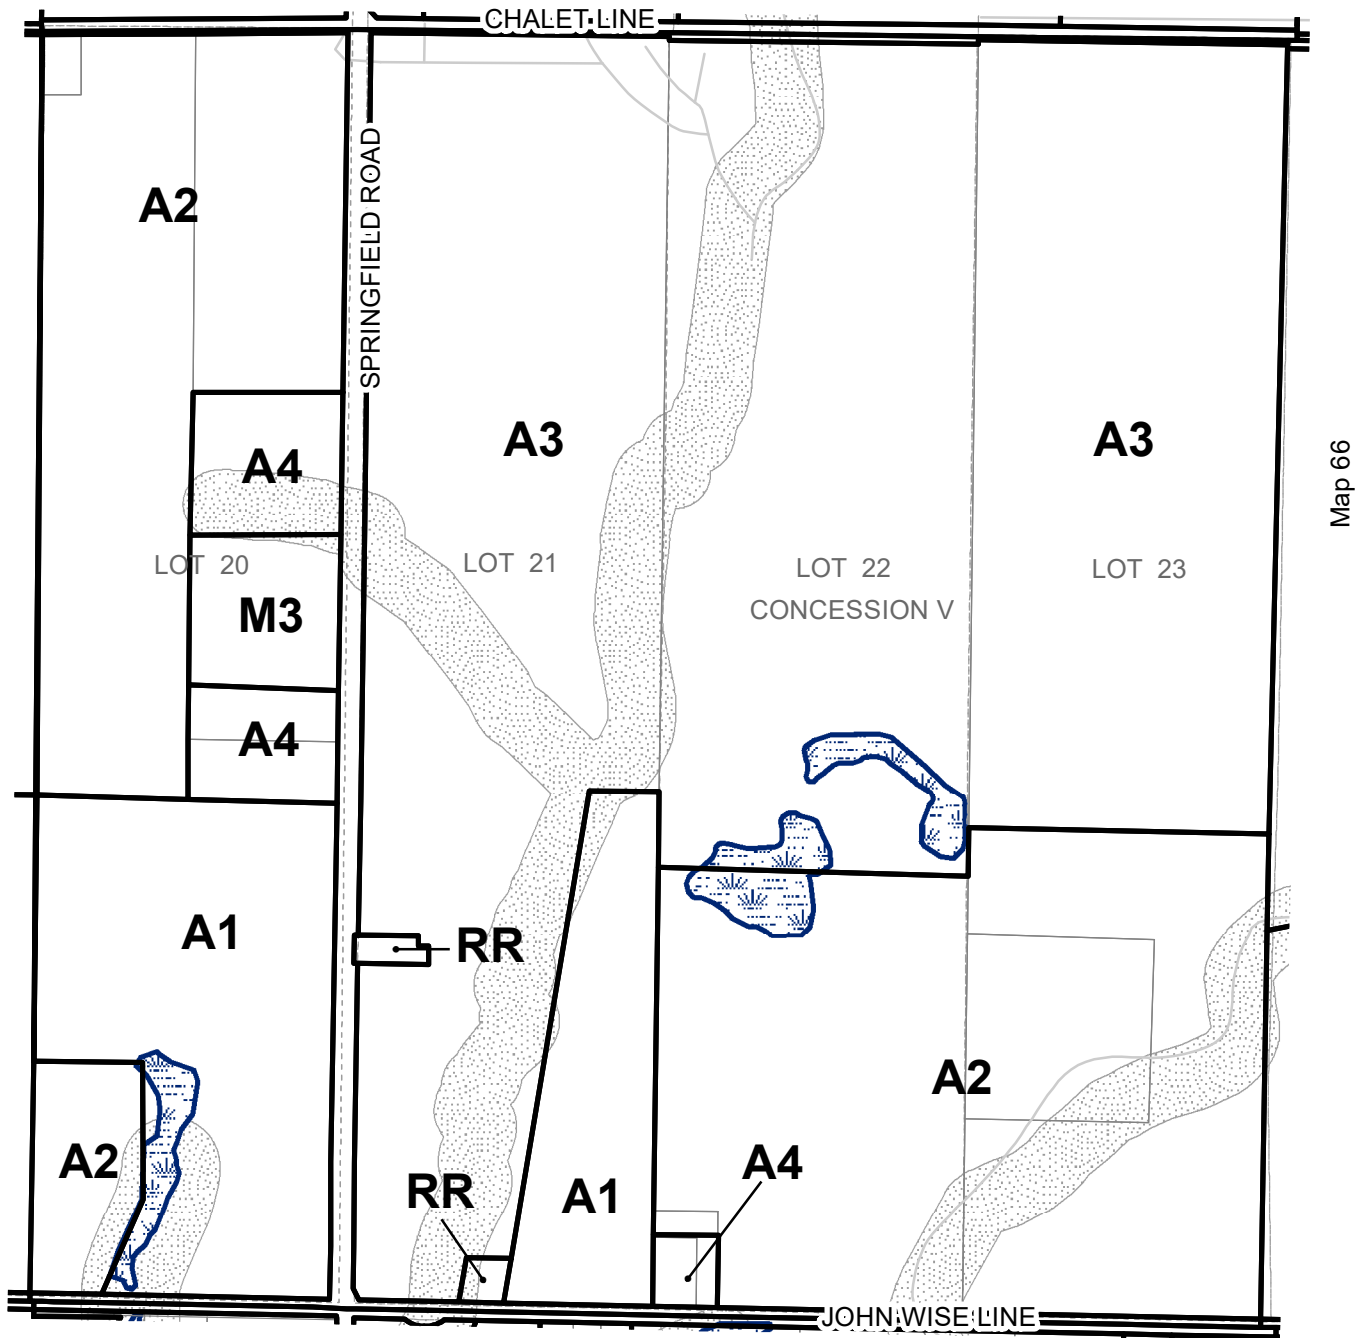 CHALET LINE
SPRINGFIELD ROAD
A2
A3
A3
Map 66
A4
LOT 20
LOT 21
LOT 22
CONCESSION V
LOT 23
M3
A4
A1
RR
A2
A2
RR
A1
A4
JOHN WISE LINE